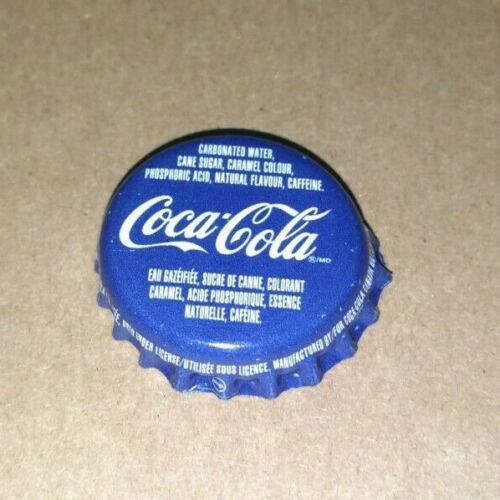 CARBONATED WATER,
CANE SUGAR, CARAMEL COLOUR,
PHOSPHORIC ACID, NATURAL FLAVOUR, CAFFEINE.
Coca-Cola
®/MD
EAU GAZÉIFIÉE, SUCRE DE CANNE, COLORANT
CARAMEL, ACIDE PHOSPHORIQUE, ESSENCE
NATURELLE, CAFÉINE.
USED UNDER LICENSE/UTILISÉE SOUS LICENCE, MANUFACTURED BY/FOR COCA COLA